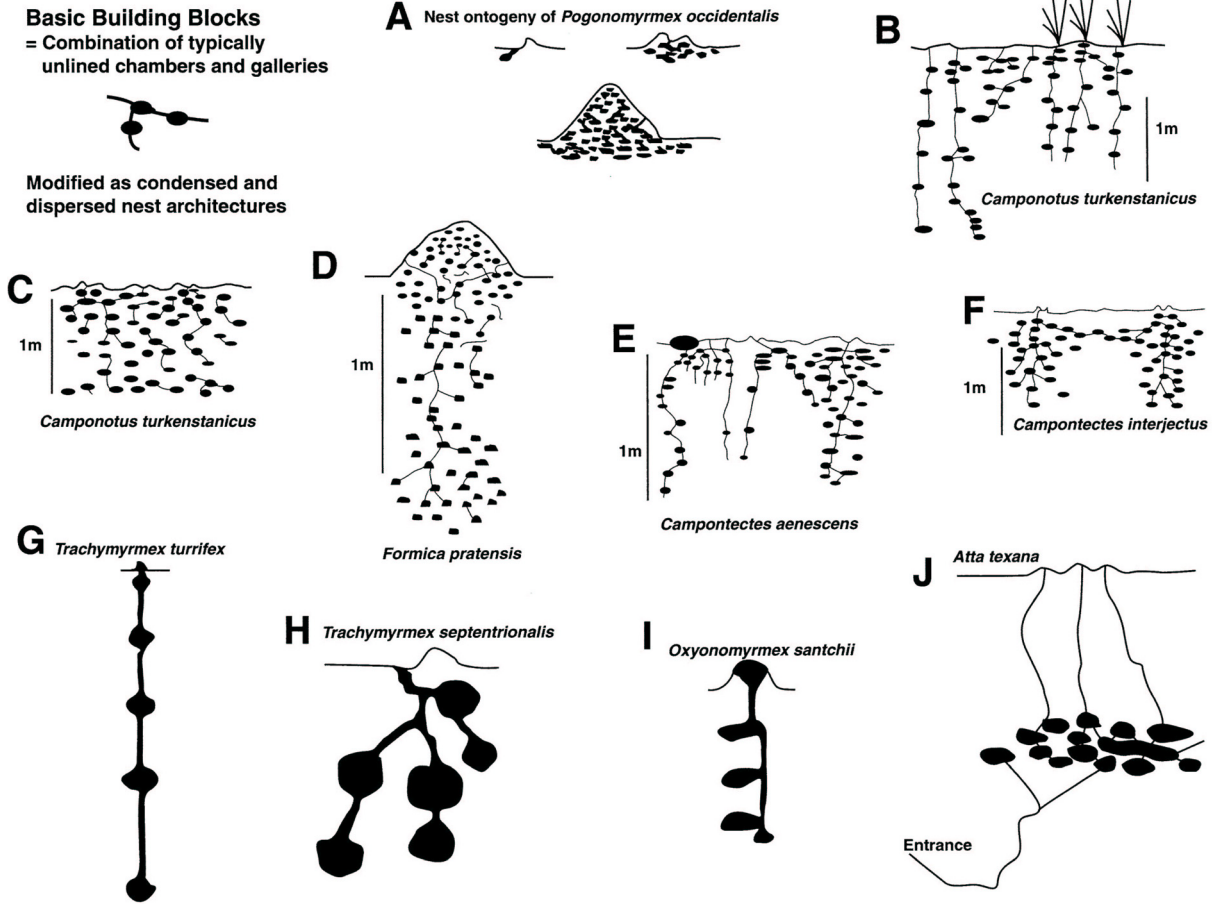 Basic Building Blocks
= Combination of typically
unlined chambers and galleries
Modified as condensed and
dispersed nest architectures
A Nest ontogeny of Pogonomyrmex occidentalis
B
1m
Camponotus turkenstanicus
C
1m
Camponotus turkenstanicus
D
1m
Formica pratensis
E
1m
Campontectes aenescens
F
1m
Campontectes interjectus
G Trachymyrmex turrifex
H Trachymyrmex septentrionalis
I Oxyonomyrmex santchii
J Atta texana
Entrance